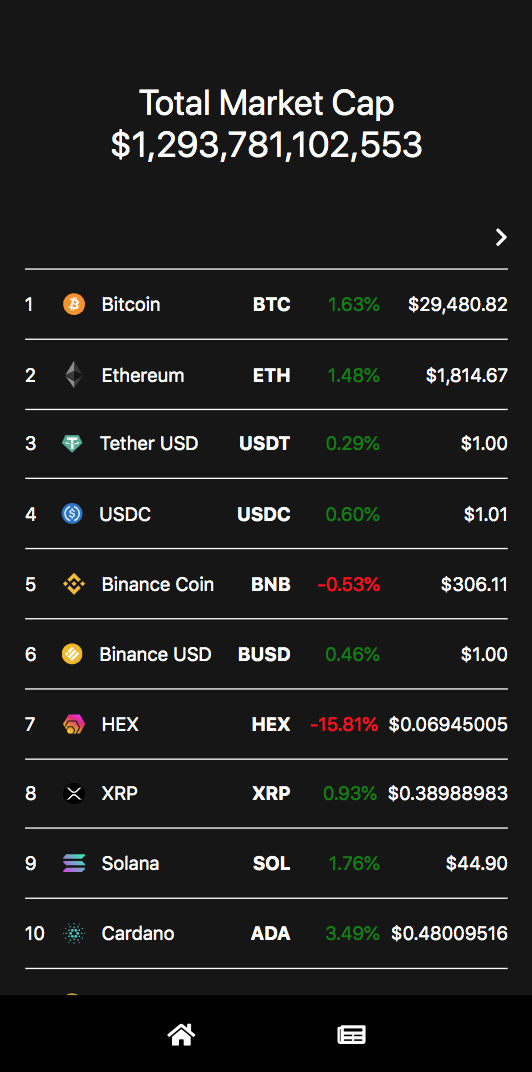 Total Market Cap
$1,293,781,102,553
1 Bitcoin BTC 1.63% $29,480.82
2 Ethereum ETH 1.48% $1,814.67
3 Tether USD USDT 0.29% $1.00
4 USDC USDC 0.60% $1.01
5 Binance Coin BNB -0.53% $306.11
6 Binance USD BUSD 0.46% $1.00
7 HEX HEX -15.81% $0.06945005
8 XRP XRP 0.93% $0.38988983
9 Solana SOL 1.76% $44.90
10 Cardano ADA 3.49% $0.48009516